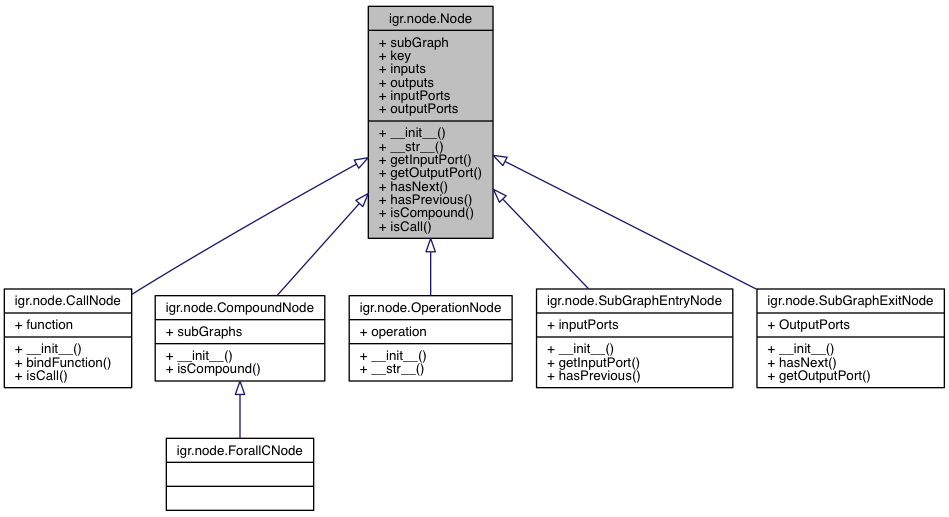 igr.node.Node
+ subGraph
+ key
+ inputs
+ outputs
+ inputPorts
+ outputPorts
+ __init__()
+ __str__()
+ getInputPort()
+ getOutputPort()
+ hasNext()
+ hasPrevious()
+ isCompound()
+ isCall()
igr.node.CallNode
+ function
+ __init__()
+ bindFunction()
+ isCall()
igr.node.CompoundNode
+ subGraphs
+ __init__()
+ isCompound()
igr.node.OperationNode
+ operation
+ __init__()
+ __str__()
igr.node.SubGraphEntryNode
+ inputPorts
+ __init__()
+ getInputPort()
+ hasPrevious()
igr.node.SubGraphExitNode
+ OutputPorts
+ __init__()
+ hasNext()
+ getOutputPort()
igr.node.ForallCNode